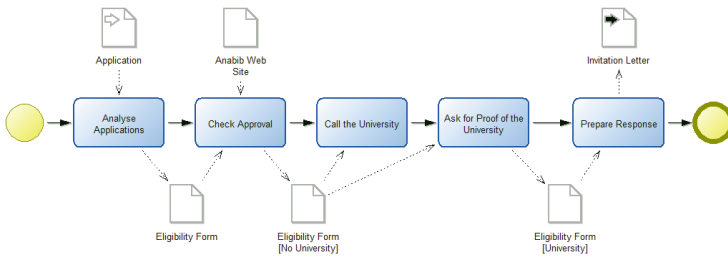 Application
Anabib Web
Site
Invitation Letter
Analyse
Applications
Check Approval
Call the University
Ask for Proof of the
University
Prepare Response
Eligibility Form
Eligibility Form
[No University]
Eligibility Form
[University]